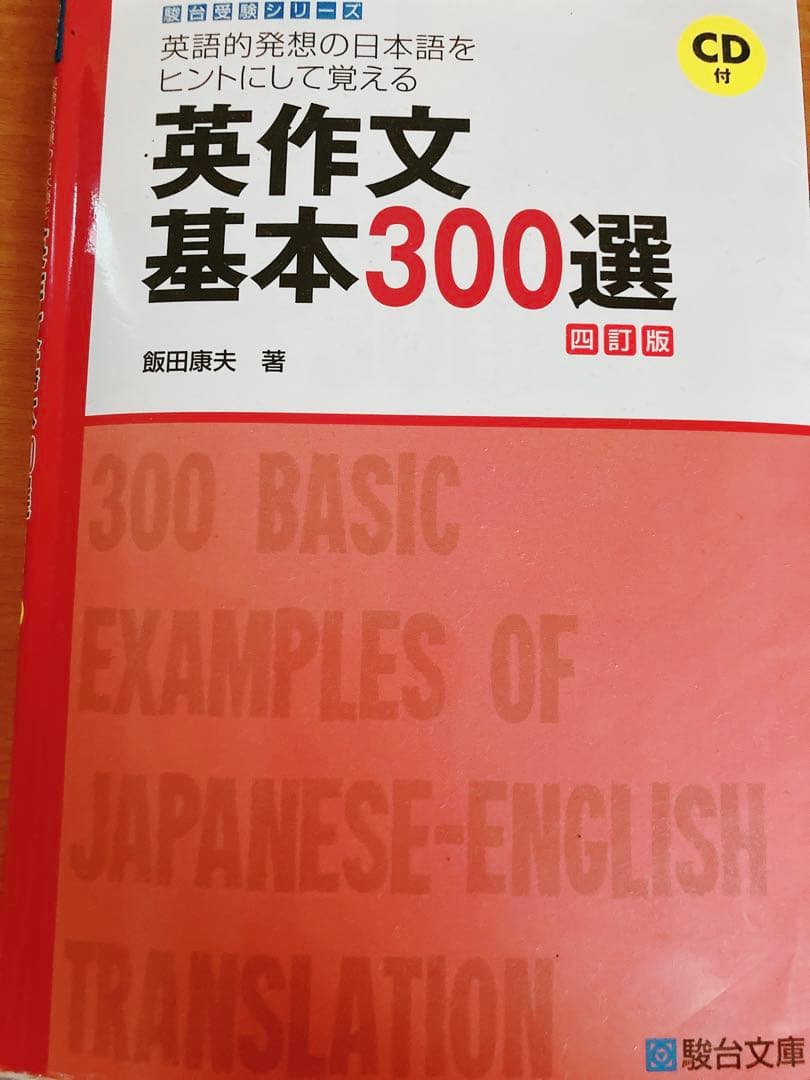 駿台受験シリーズ
英語的発想の日本語を
ヒントにして覚える
CD
付
英作文
基本300選
四訂版
飯田康夫 著
300 BASIC
EXAMPLES OF
JAPANESE-ENGLISH
TRANSLATION
駿台文庫